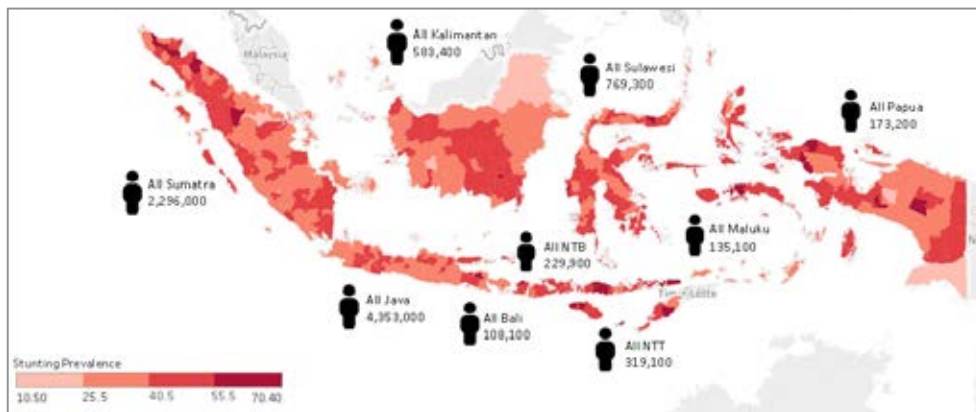 All Kalimantan
583,400
Malaysia
All Sulawesi
769,300
All Papua
173,200
All Sumatra
2,296,000
All Maluku
135,100
All NTB
229,900
All Java
4,353,000
All Bali
108,100
All NTT
319,100
Stunting Prevalence
10.50 25.5 40.5 55.5 70.40